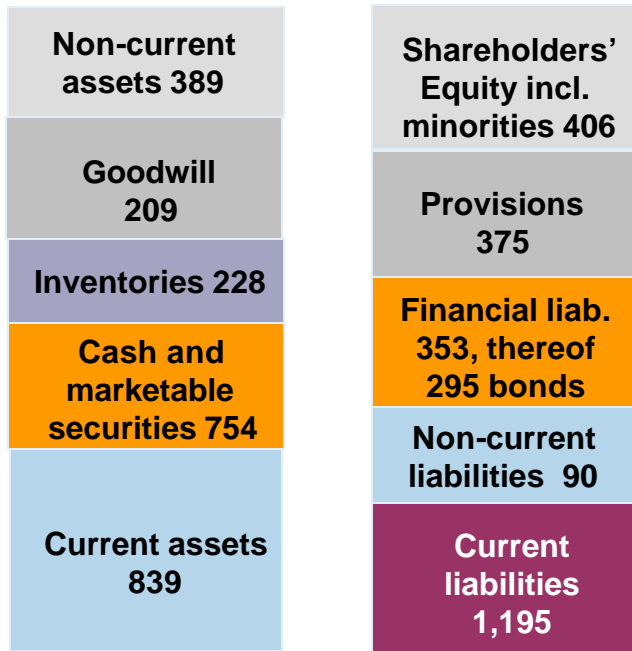 Non-current
assets 389
Goodwill
209
Inventories 228
Cash and
marketable
securities 754
Current assets
839
Shareholders’
Equity incl.
minorities 406
Provisions
375
Financial liab.
353, thereof
295 bonds
Non-current
liabilities 90
Current
liabilities
1,195